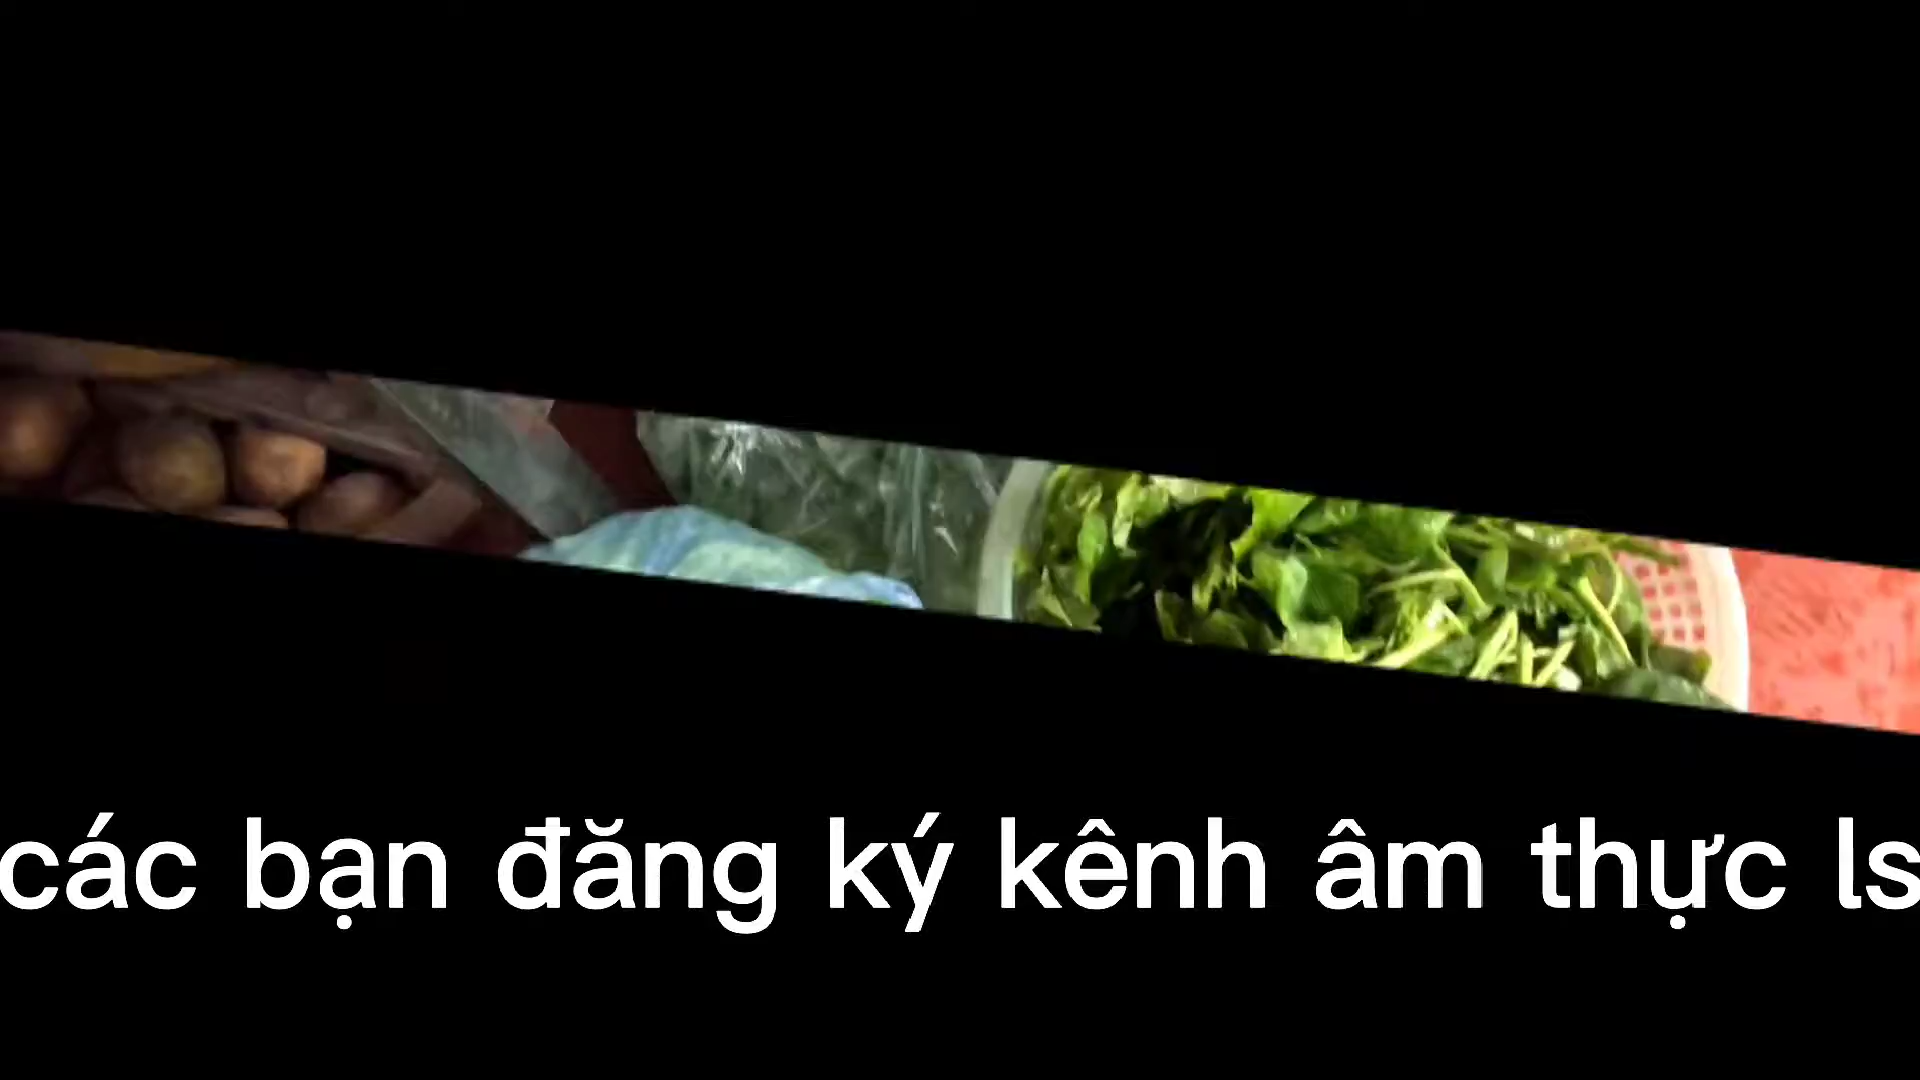 các bạn đăng ký kênh âm thực ls